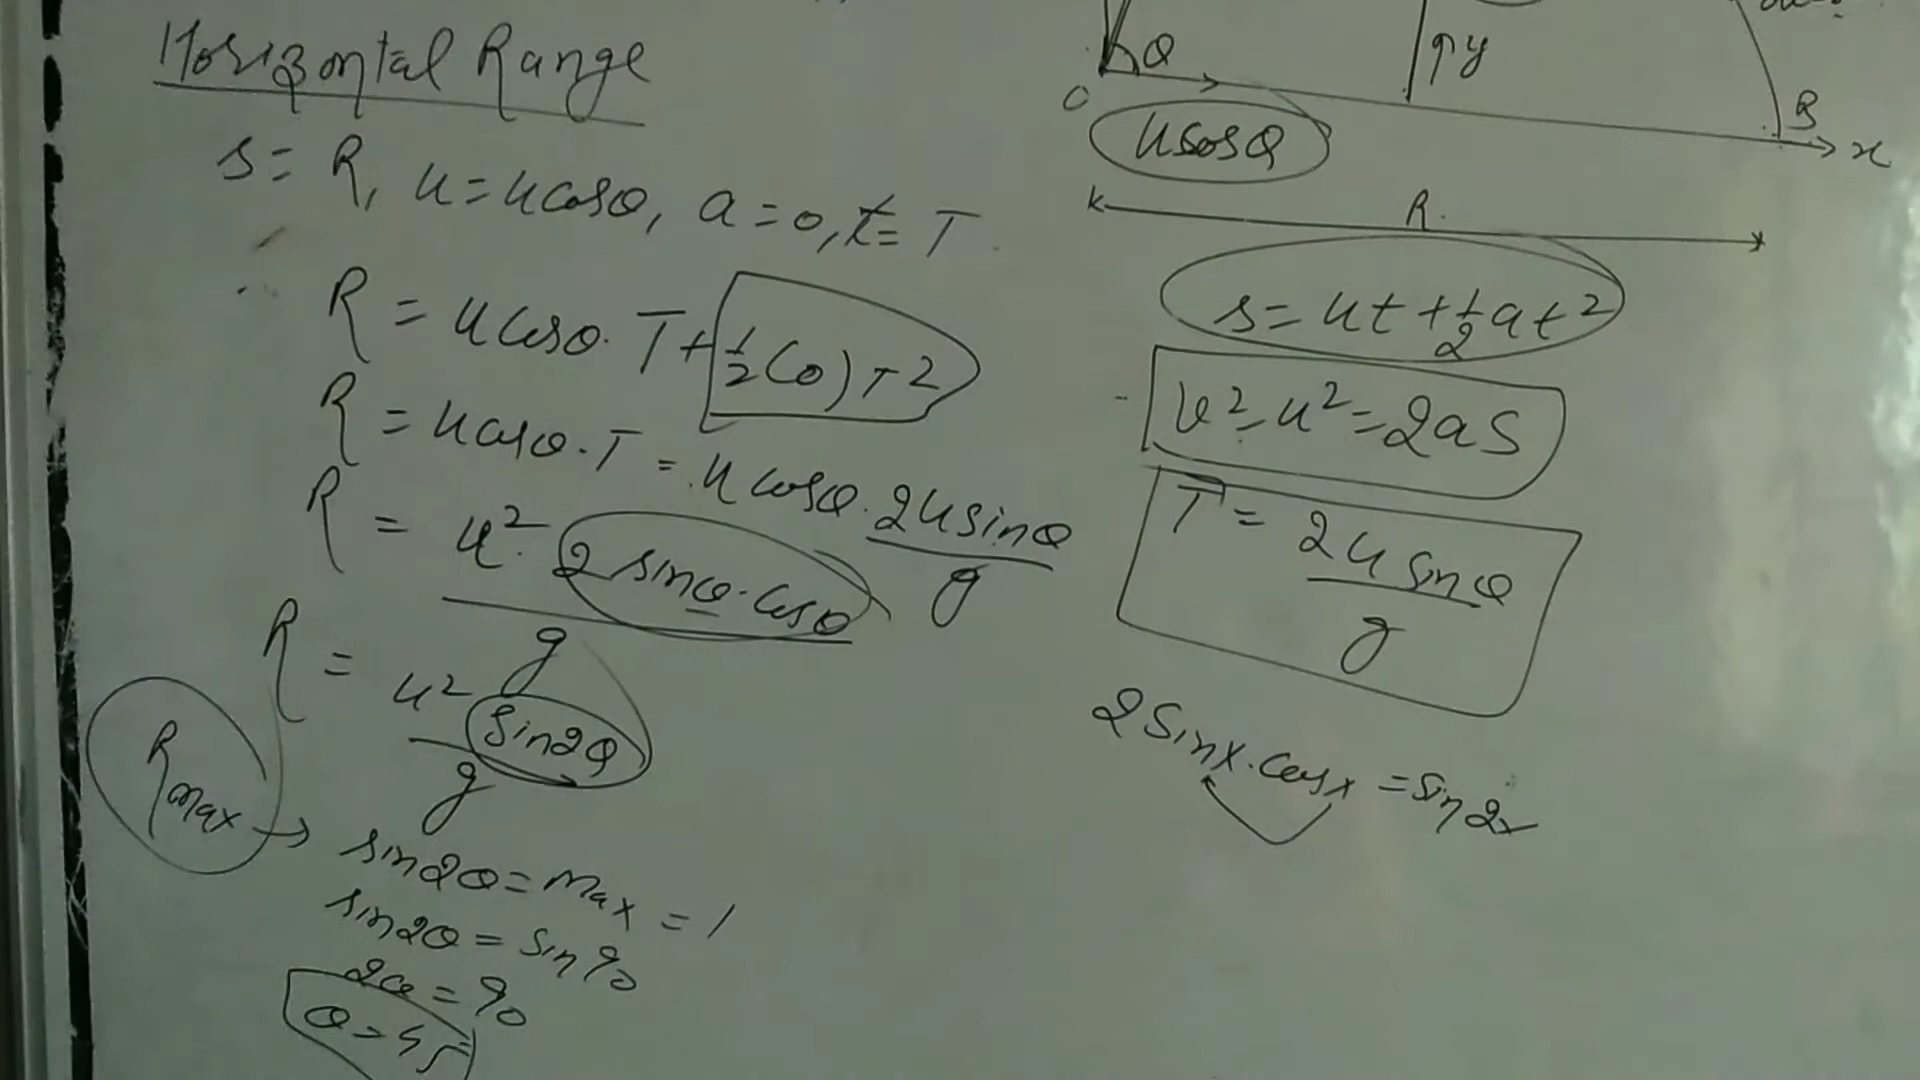 Horizontal Range
s = R, u = u cosθ, a = 0, t = T
R = u cosθ. T + 1/2 (0) T2
R = u cosθ. T = u cosθ. 2u sinθ / g
R = u2 2 sinθ. cosθ / g
R = u2 sin2θ / g
Rmax → sin2θ = max = 1
sin2θ = sin 90
2θ = 90
θ = 45
θ
y
O
B
x
u cosθ
R
s = ut + 1/2 at2
v2 - u2 = 2aS
T = 2u sinθ / g
2 Sinx. Cosx = Sin 2x